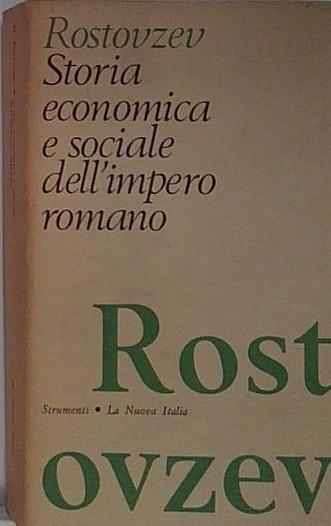 Rostovzev
Storia
economica
e sociale
dell'impero
romano
Rost
Strumenti • La Nuova Italia
ovzev